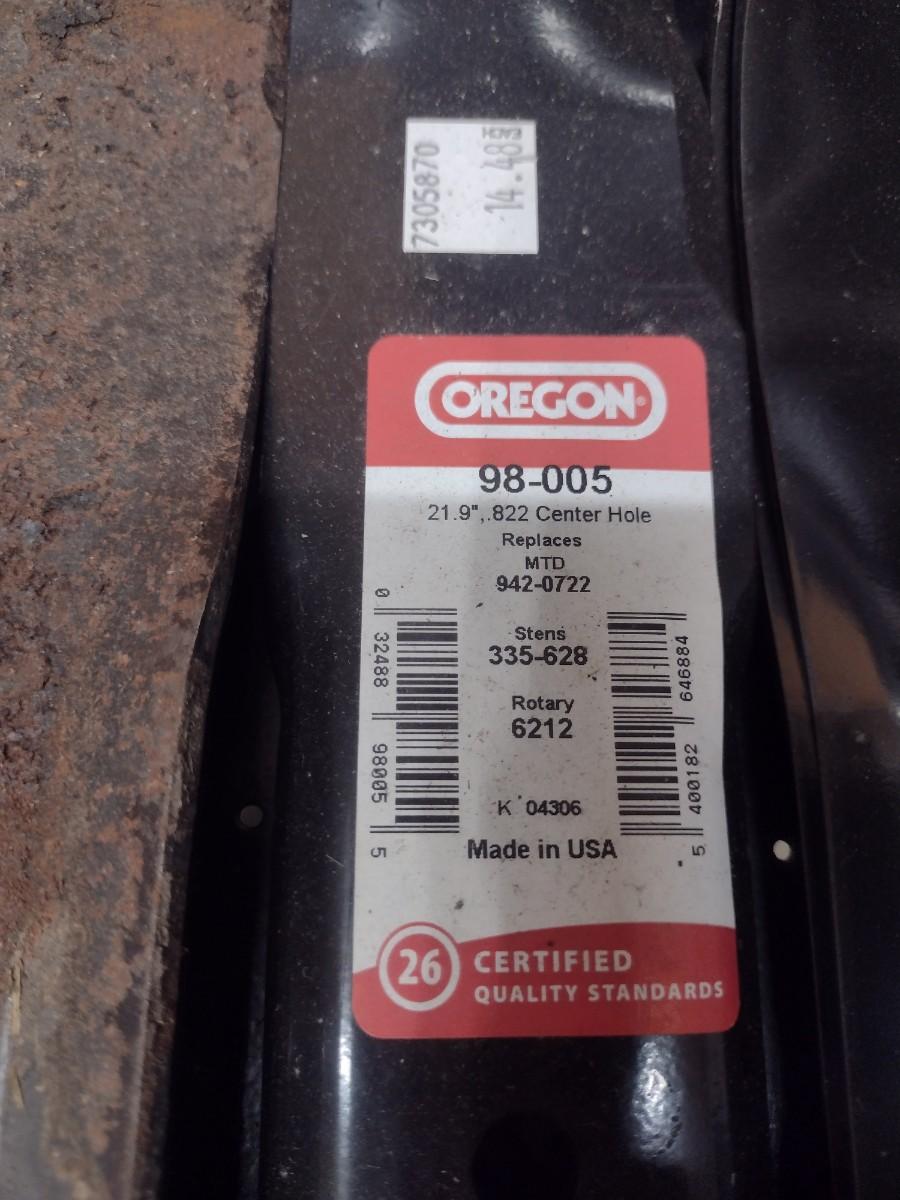 7305870
14.48
EACH
OREGON®
98-005
21.9", .822 Center Hole
Replaces
MTD
942-0722
Stens
335-628
Rotary
6212
K 04306
Made in USA
0 32488 98005 5
5 400182 646884
26
CERTIFIED
QUALITY STANDARDS